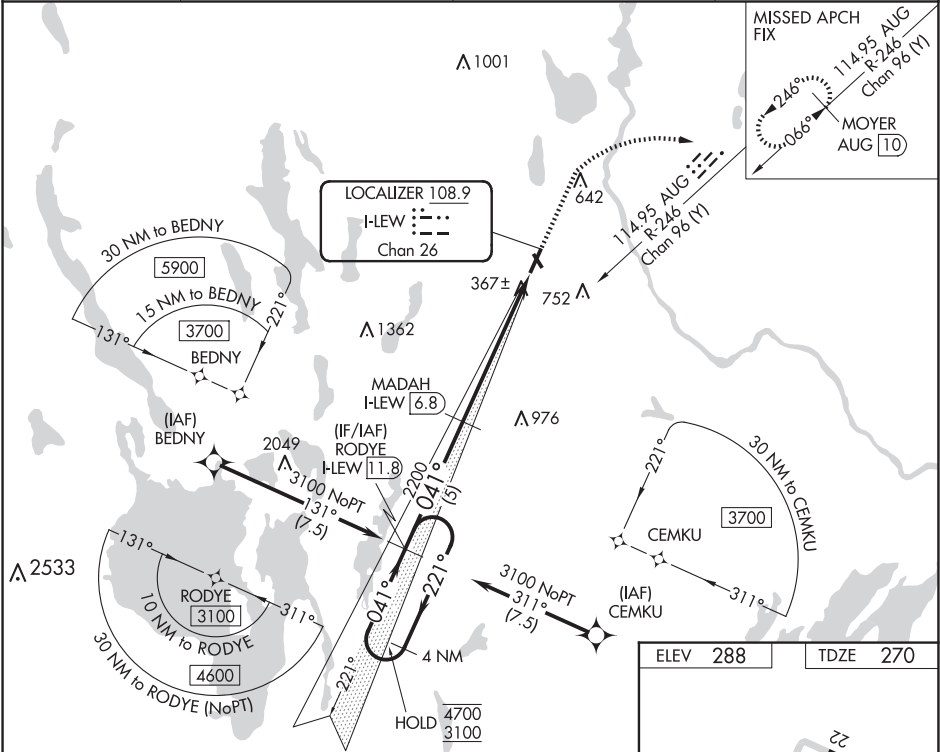 MISSED APCH
FIX
114.95 AUG
R-246
Chan 96 (Y)
246°
066°
MOYER
AUG 10
1001
642
114.95 AUG
R-246
Chan 96 (Y)
LOCALIZER 108.9
I-LEW
Chan 26
367±
752
30 NM to BEDNY
5900
15 NM to BEDNY
3700
131°
221°
BEDNY
1362
MADAH
I-LEW 6.8
976
(IAF)
BEDNY
2049
(IF/IAF)
RODYE
I-LEW 11.8
3100 NoPT
131°
(7.5)
2200
041°
(5)
221°
30 NM to CEMKU
3700
CEMKU
311°
2533
131°
RODYE
3100
311°
10 NM to RODYE
4600
30 NM to RODYE (NoPT)
041°
221°
221°
4 NM
HOLD 4700
3100
3100 NoPT
311°
(7.5)
(IAF)
CEMKU
ELEV 288
TDZE 270
22